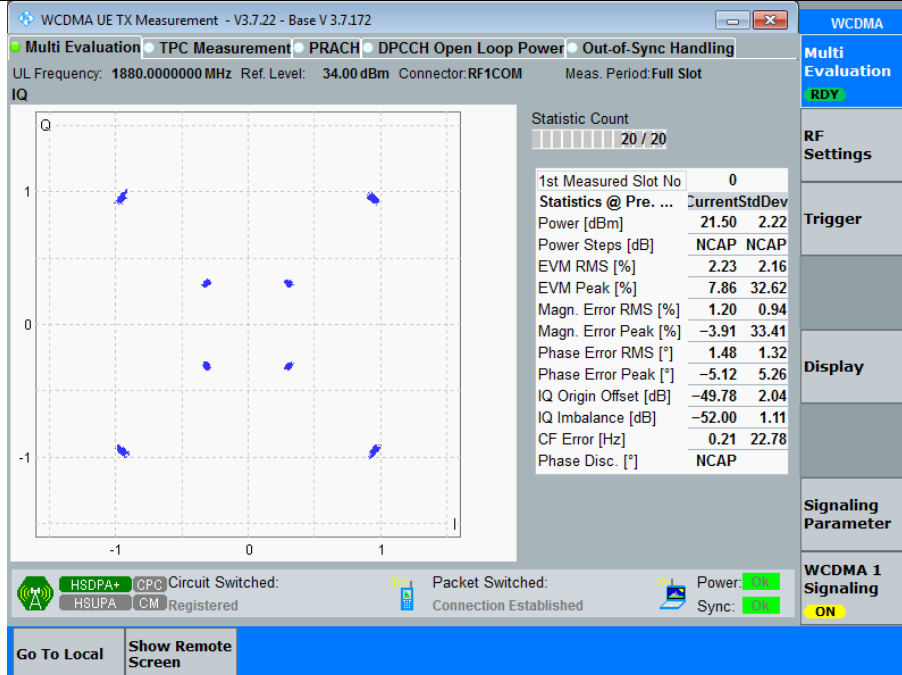 WCDMA UE TX Measurement - V3.7.22 - Base V 3.7.172
WCDMA
Multi Evaluation TPC Measurement PRACH DPCCH Open Loop Power Out-of-Sync Handling
UL Frequency: 1880.0000000 MHz Ref. Level: 34.00 dBm Connector: RF1COM Meas. Period: Full Slot
IQ
Q
1
0
-1
-1 0 1
I
Statistic Count
20 / 20
1st Measured Slot No 0
Statistics @ Pre. ... Current StdDev
Power [dBm] 21.50 2.22
Power Steps [dB] NCAP NCAP
EVM RMS [%] 2.23 2.16
EVM Peak [%] 7.86 32.62
Magn. Error RMS [%] 1.20 0.94
Magn. Error Peak [%] −3.91 33.41
Phase Error RMS [°] 1.48 1.32
Phase Error Peak [°] −5.12 5.26
IQ Origin Offset [dB] −49.78 2.04
IQ Imbalance [dB] −52.00 1.11
CF Error [Hz] 0.21 22.78
Phase Disc. [°] NCAP
HSDPA+ CPC Circuit Switched: Packet Switched: Power: Ok
HSUPA CM Registered Connection Established Sync: Ok
Multi
Evaluation
RDY
RF
Settings
Trigger
Display
Signaling
Parameter
WCDMA 1
Signaling
ON
Go To Local
Show Remote
Screen